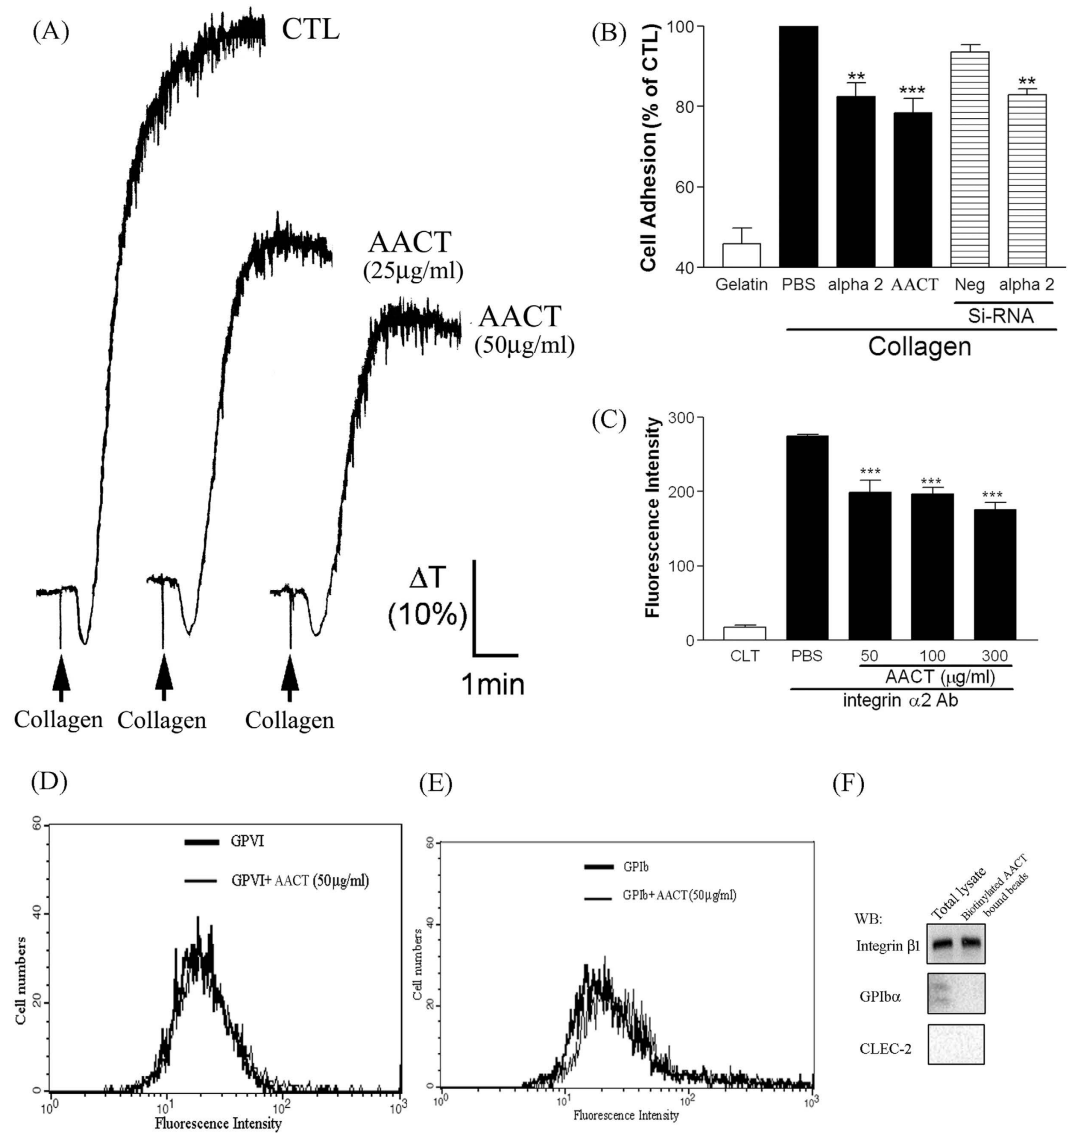 (A)
CTL
AACT
(25μg/ml)
AACT
(50μg/ml)
ΔT
(10%)
1min
Collagen
Collagen
Collagen
(B)
Cell Adhesion (% of CTL)
100
80
60
40
Gelatin PBS alpha 2 AACT Neg alpha 2
** *** **
Si-RNA
Collagen
(C)
Fluorescence Intensity
300
200
100
0
*** *** ***
CLT PBS 50 100 300
AACT (μg/ml)
integrin α2 Ab
(D)
Cell numbers
60
40
20
0
GPVI
GPVI+ AACT (50μg/ml)
10⁰ 10¹ 10² 10³
Fluorescence Intensity
(E)
Cell numbers
60
40
20
0
GPIb
GPIb+ AACT (50μg/ml)
10⁰ 10¹ 10² 10³
Fluorescence Intensity
(F)
Total lysate
Biotinylated AACT
bound beads
WB:
Integrin β1
GPIbα
CLEC-2